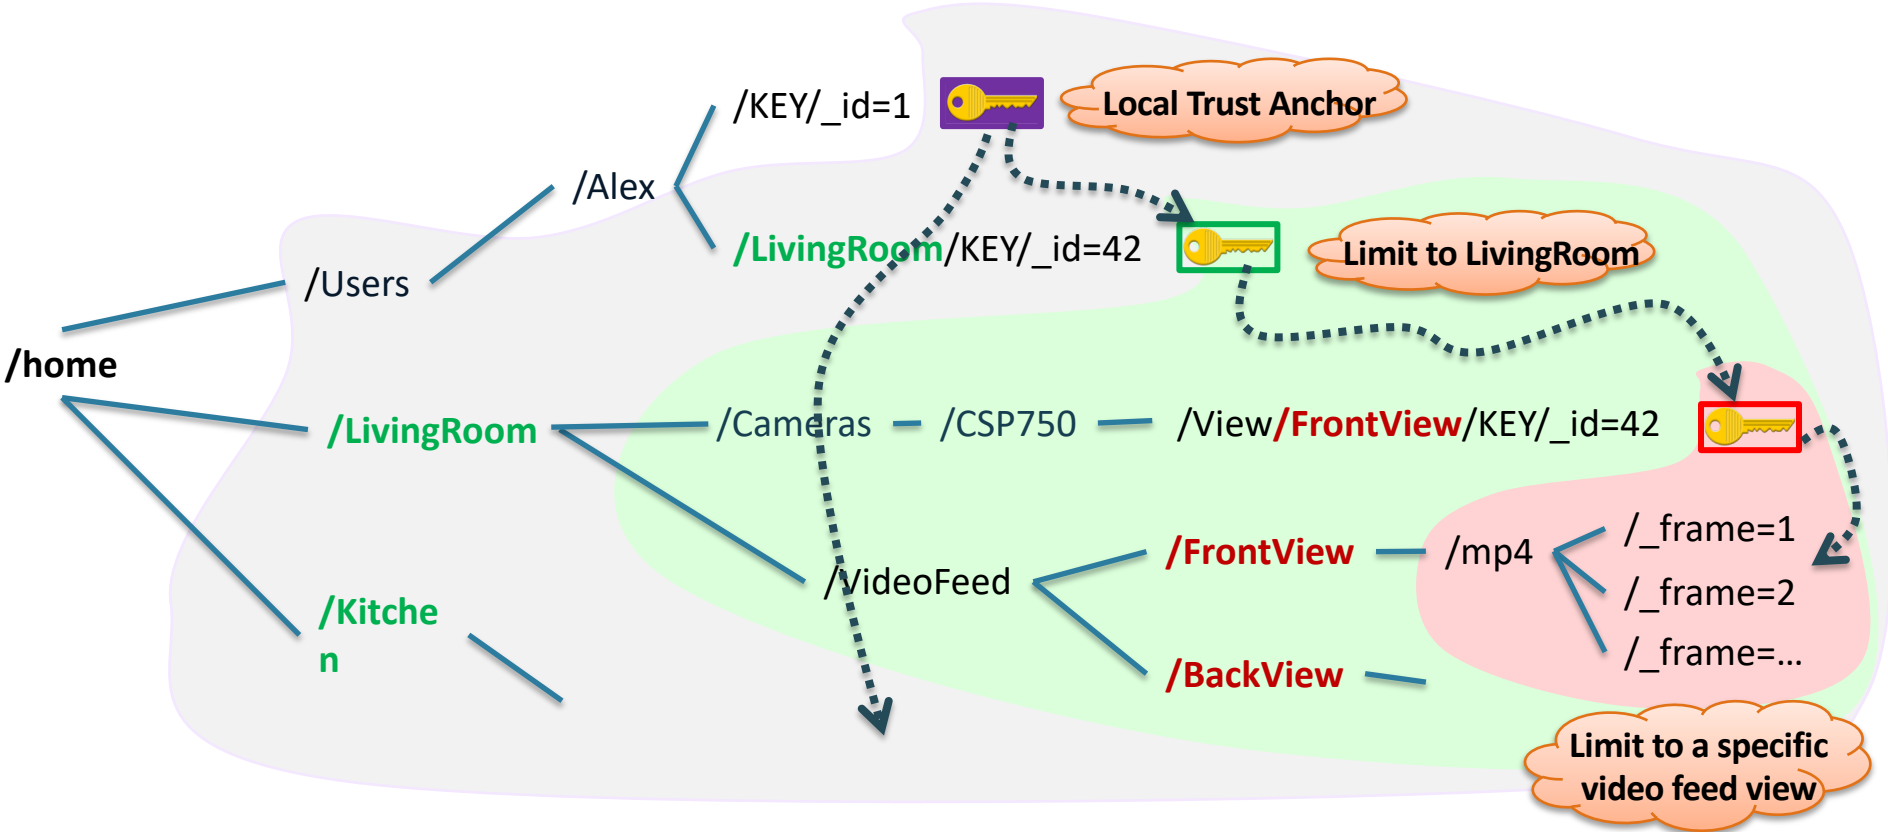 /KEY/_id=1
Local Trust Anchor
/Alex
/LivingRoom/KEY/_id=42
Limit to LivingRoom
/Users
/home
/LivingRoom
/Cameras
/CSP750
/View/FrontView/KEY/_id=42
/_frame=1
/FrontView
/mp4
/VideoFeed
/_frame=2
/Kitche
n
/_frame=...
/BackView
Limit to a specific
video feed view